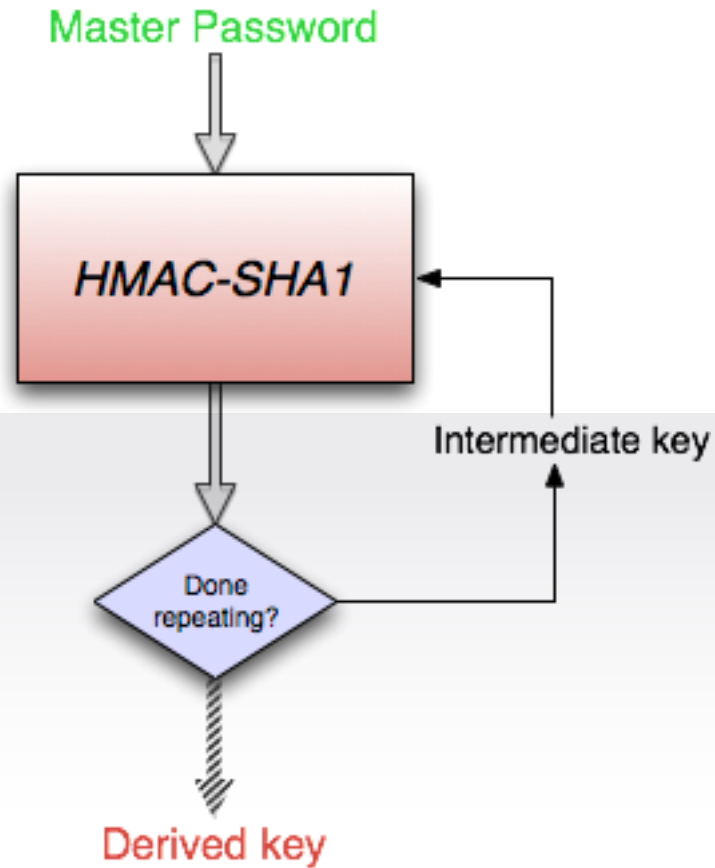 Master Password
HMAC-SHA1
Intermediate key
Done
repeating?
Derived key